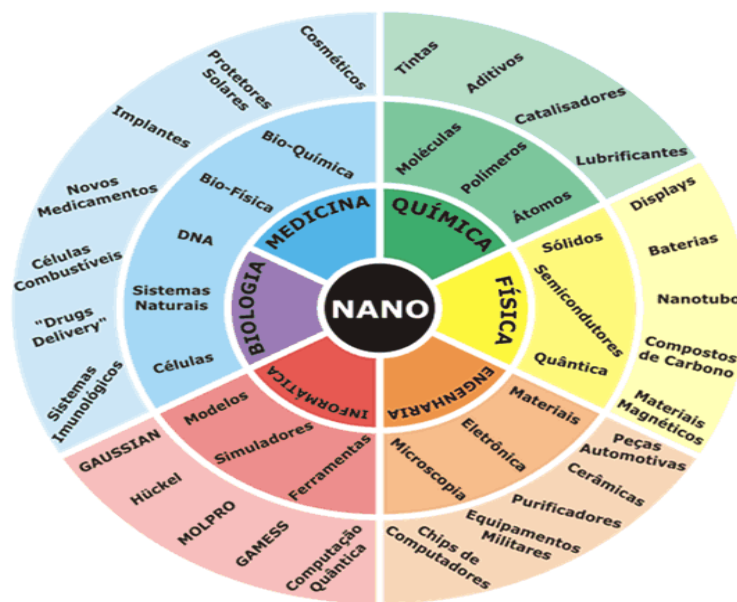 NANO
MEDICINA
QUÍMICA
FÍSICA
ENGENHARIA
INFORMÁTICA
BIOLOGIA
Bio-Química
Bio-Física
DNA
Sistemas
Naturais
Células
Moléculas
Polímeros
Átomos
Sólidos
Semicondutores
Quântica
Materiais
Eletrônica
Microscopia
Ferramentas
Simuladores
Modelos
Cosméticos
Protetores
Solares
Implantes
Novos
Medicamentos
Células
Combustíveis
"Drugs
Delivery"
Sistemas
Imunológicos
Tintas
Aditivos
Catalisadores
Lubrificantes
Displays
Baterias
Nanotubo
Compostos
de Carbono
Materiais
Magnéticos
Peças
Automotivas
Cerâmicas
Purificadores
Equipamentos
Militares
Chips de
Computadores
Computação
Quântica
GAMESS
MOLPRO
Hückel
GAUSSIAN